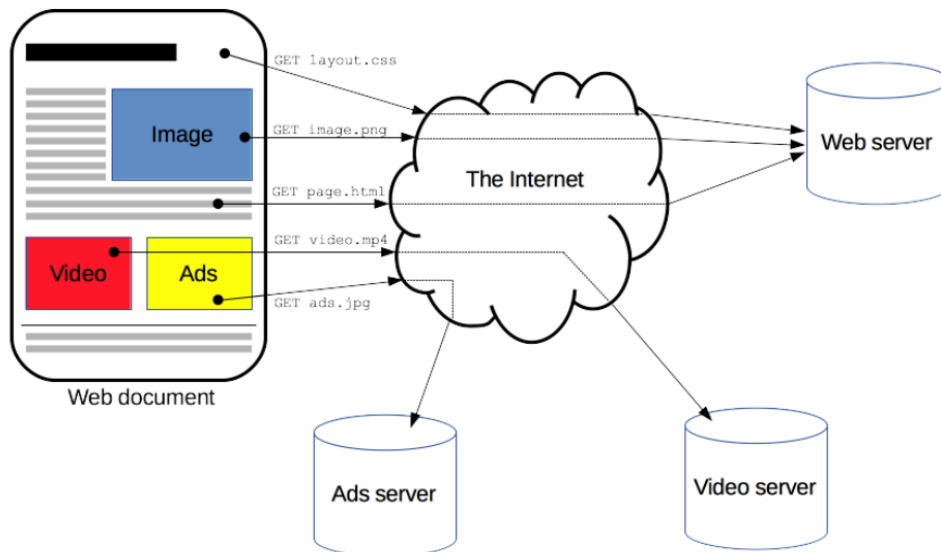 GET layout.css
Image
GET image.png
Web server
The Internet
GET page.html
GET video.mp4
Video
Ads
GET ads.jpg
Web document
Ads server
Video server